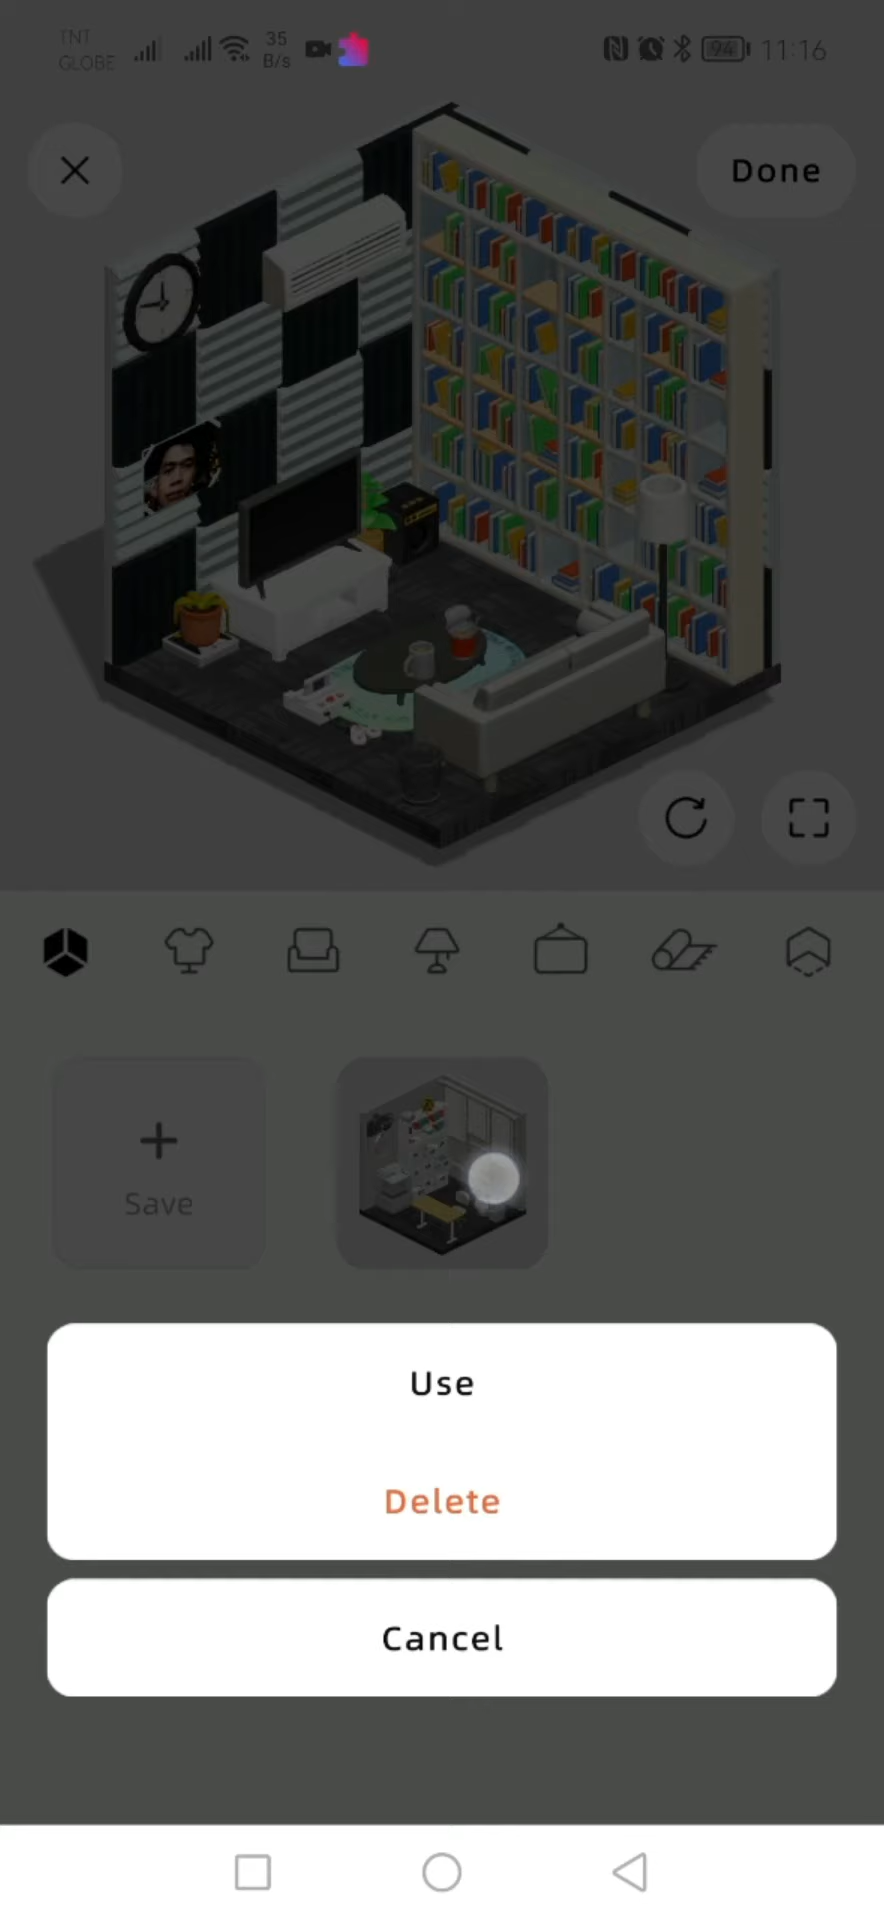 TNT
GLOBE
35
B/s
94
11:16
Done
Save
Use
Delete
Cancel